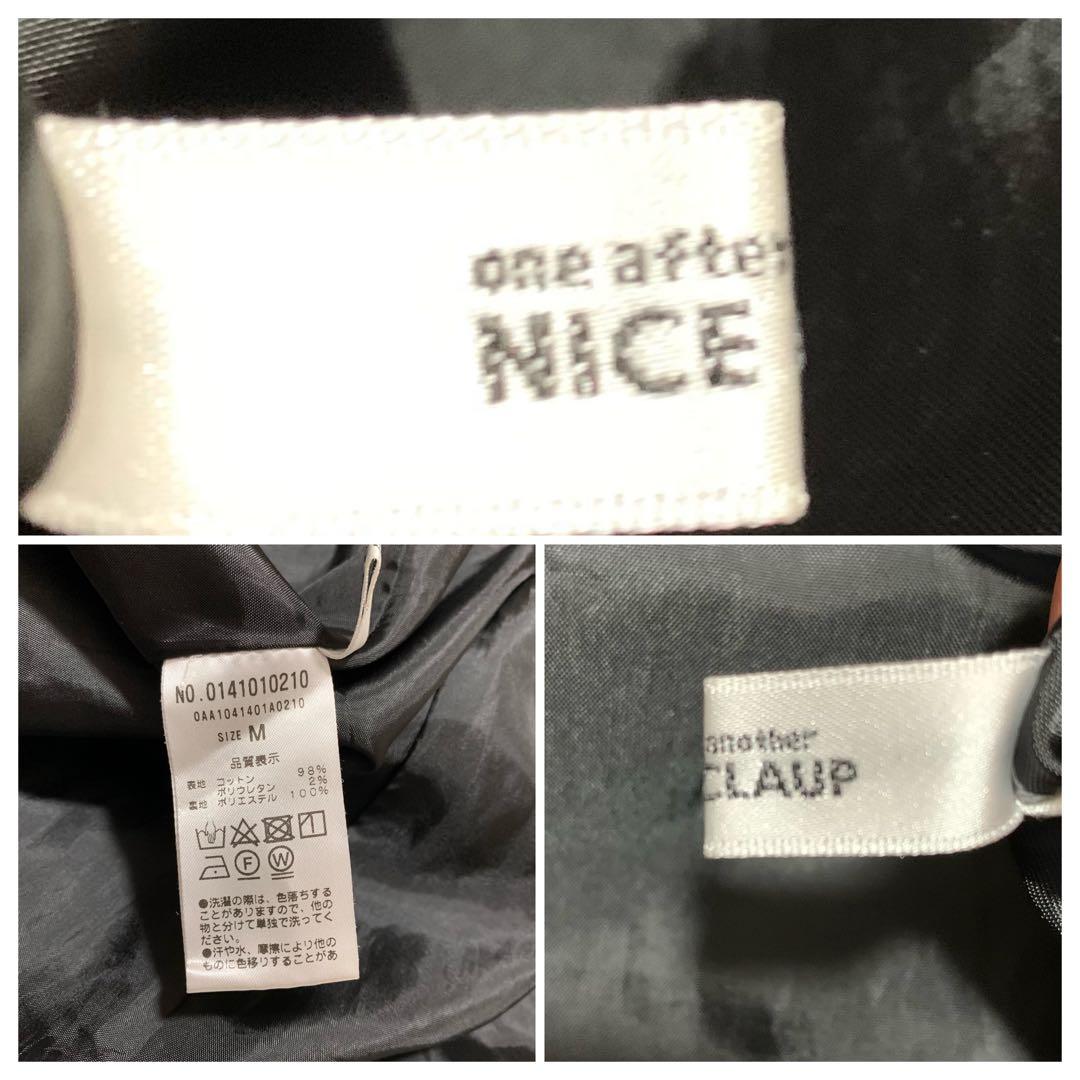 one after
NICE
NO.0141010210
0AA1041401A0210
SIZE M
品質表示
表地 コットン 98%
ポリウレタン 2%
裏地 ポリエステル 100%
F W
●洗濯の際は、色落ちする
ことがありますので、他の
物と分けて単独で洗ってく
ださい。
●汗や水、摩擦により他の
ものに色移りすることがあ
another
CLAUP